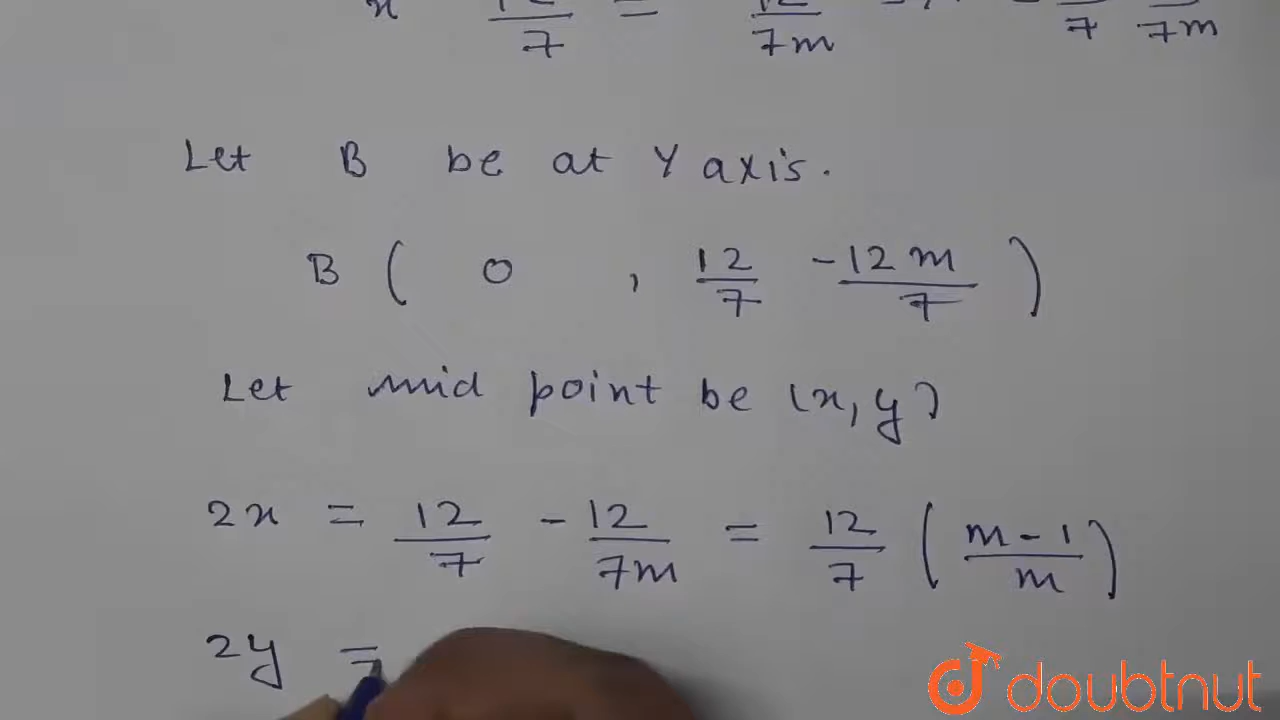 x 12/7 = 12/7m 7 7m
Let B be at Y axis.
B ( 0 , 12/7 -12m/7 )
Let mid point be (x, y)
2x = 12/7 - 12/7m = 12/7 ( m-1/m )
2y =
doubtnut